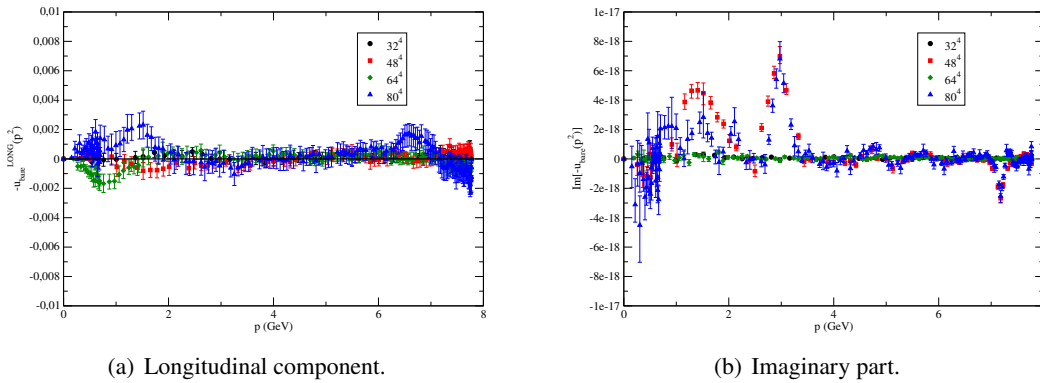 0,01
0,008
0,006
0,004
0,002
0
-0,002
-0,004
-0,006
-0,008
-0,01
-u_bare^LONG(p^2)
0 2 4 6 8
p (GeV)
32^4
48^4
64^4
80^4
(a) Longitudinal component.
1e-17
8e-18
6e-18
4e-18
2e-18
0
-2e-18
-4e-18
-6e-18
-8e-18
-1e-17
Im[-u_bare(p^2)]
0 2 4 6
p (GeV)
32^4
48^4
64^4
80^4
(b) Imaginary part.